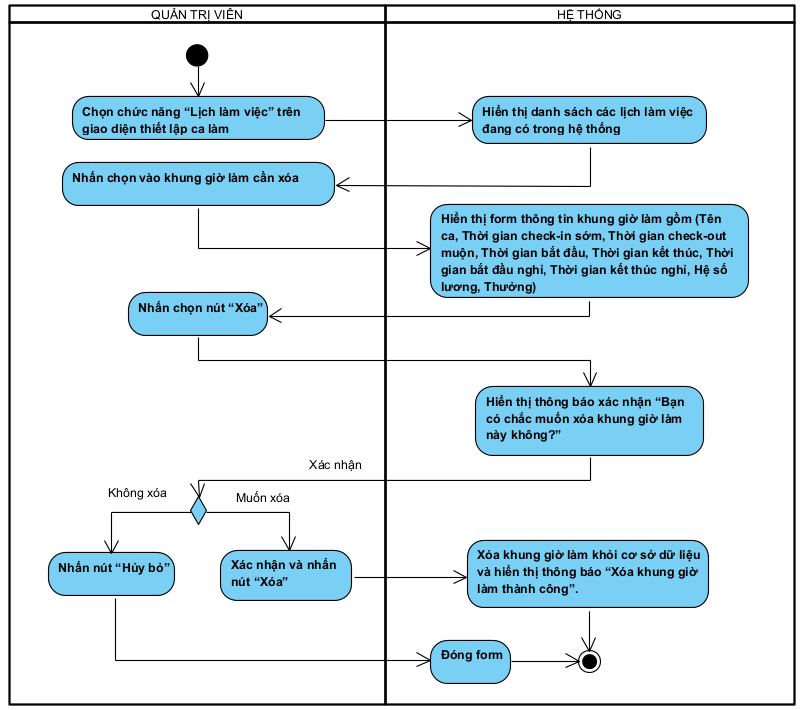 QUẢN TRỊ VIÊN
HỆ THỐNG
Chọn chức năng “Lịch làm việc” trên
giao diện thiết lập ca làm
Hiển thị danh sách các lịch làm việc
đang có trong hệ thống
Nhấn chọn vào khung giờ làm cần xóa
Hiển thị form thông tin khung giờ làm gồm (Tên
ca, Thời gian check-in sớm, Thời gian check-out
muộn, Thời gian bắt đầu, Thời gian kết thúc, Thời
gian bắt đầu nghỉ, Thời gian kết thúc nghỉ, Hệ số
lương, Thưởng)
Nhấn chọn nút “Xóa”
Hiển thị thông báo xác nhận “Bạn
có chắc muốn xóa khung giờ làm
này không?”
Xác nhận
Không xóa
Muốn xóa
Nhấn nút “Hủy bỏ”
Xác nhận và nhấn
nút “Xóa”
Xóa khung giờ làm khỏi cơ sở dữ liệu
và hiển thị thông báo “Xóa khung giờ
làm thành công”.
Đóng form